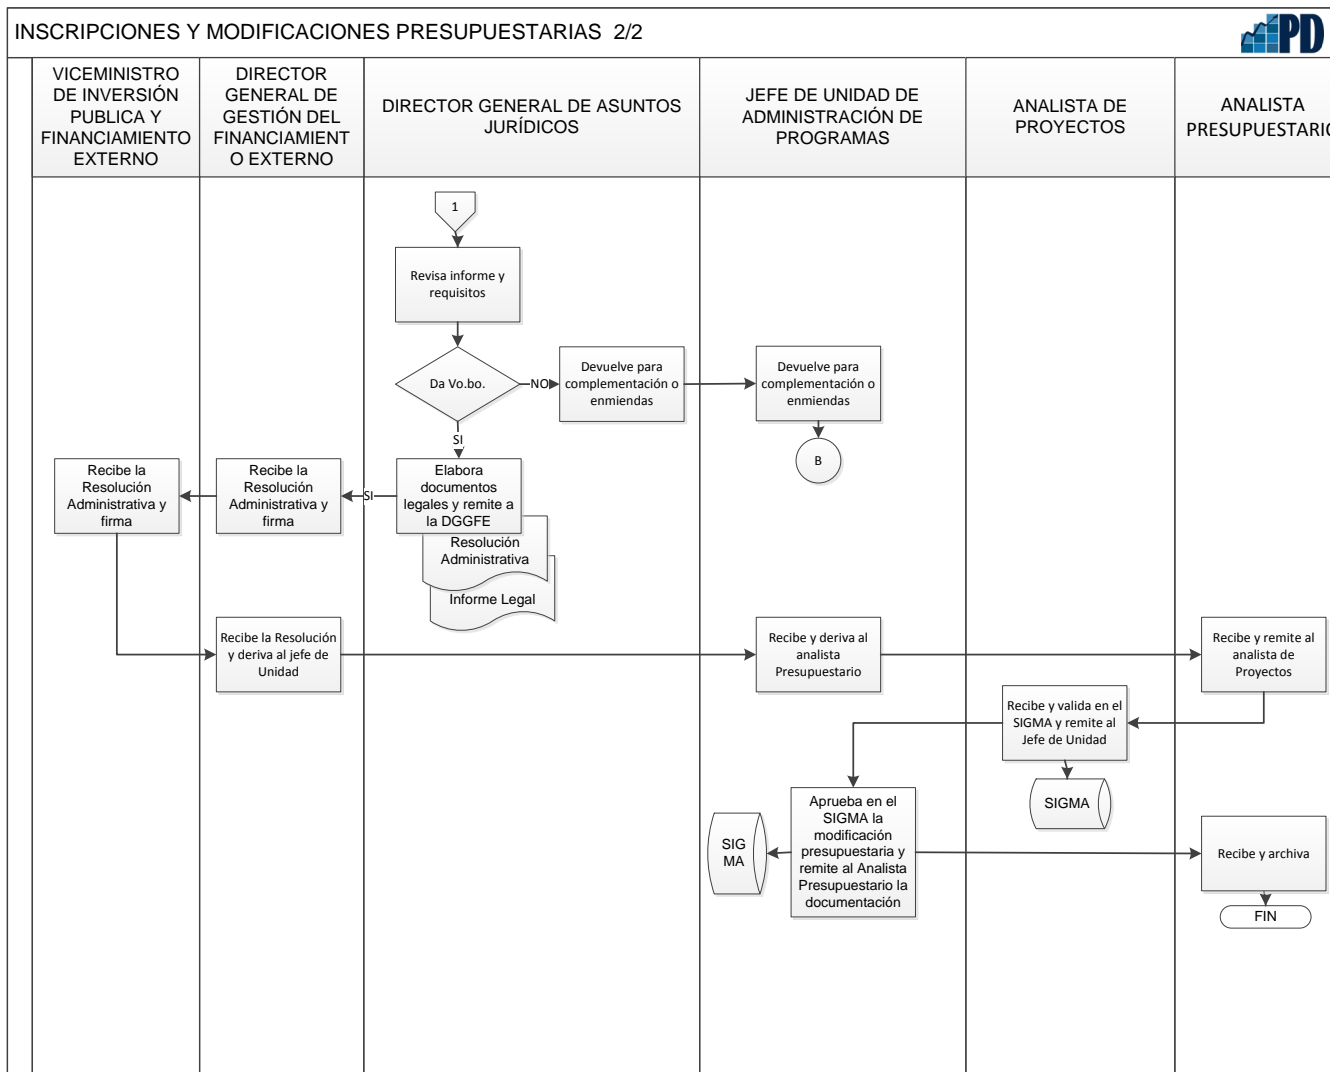 INSCRIPCIONES Y MODIFICACIONES PRESUPUESTARIAS 2/2
PD
VICEMINISTRO
DE INVERSIÓN
PUBLICA Y
FINANCIAMIENTO
EXTERNO
DIRECTOR
GENERAL DE
GESTIÓN DEL
FINANCIAMIENT
O EXTERNO
DIRECTOR GENERAL DE ASUNTOS
JURÍDICOS
JEFE DE UNIDAD DE
ADMINISTRACIÓN DE
PROGRAMAS
ANALISTA DE
PROYECTOS
ANALISTA
PRESUPUESTARIO
1
Revisa informe y
requisitos
Da Vo.bo.
NO
Devuelve para
complementación o
enmiendas
Devuelve para
complementación o
enmiendas
SI
B
Recibe la
Resolución
Administrativa y
firma
Recibe la
Resolución
Administrativa y
firma
SI
Elabora
documentos
legales y remite a
la DGGFE
Resolución
Administrativa
Informe Legal
Recibe la Resolución
y deriva al jefe de
Unidad
Recibe y deriva al
analista
Presupuestario
Recibe y remite al
analista de
Proyectos
Recibe y valida en el
SIGMA y remite al
Jefe de Unidad
SIGMA
SIG
MA
Aprueba en el
SIGMA la
modificación
presupuestaria y
remite al Analista
Presupuestario la
documentación
Recibe y archiva
FIN